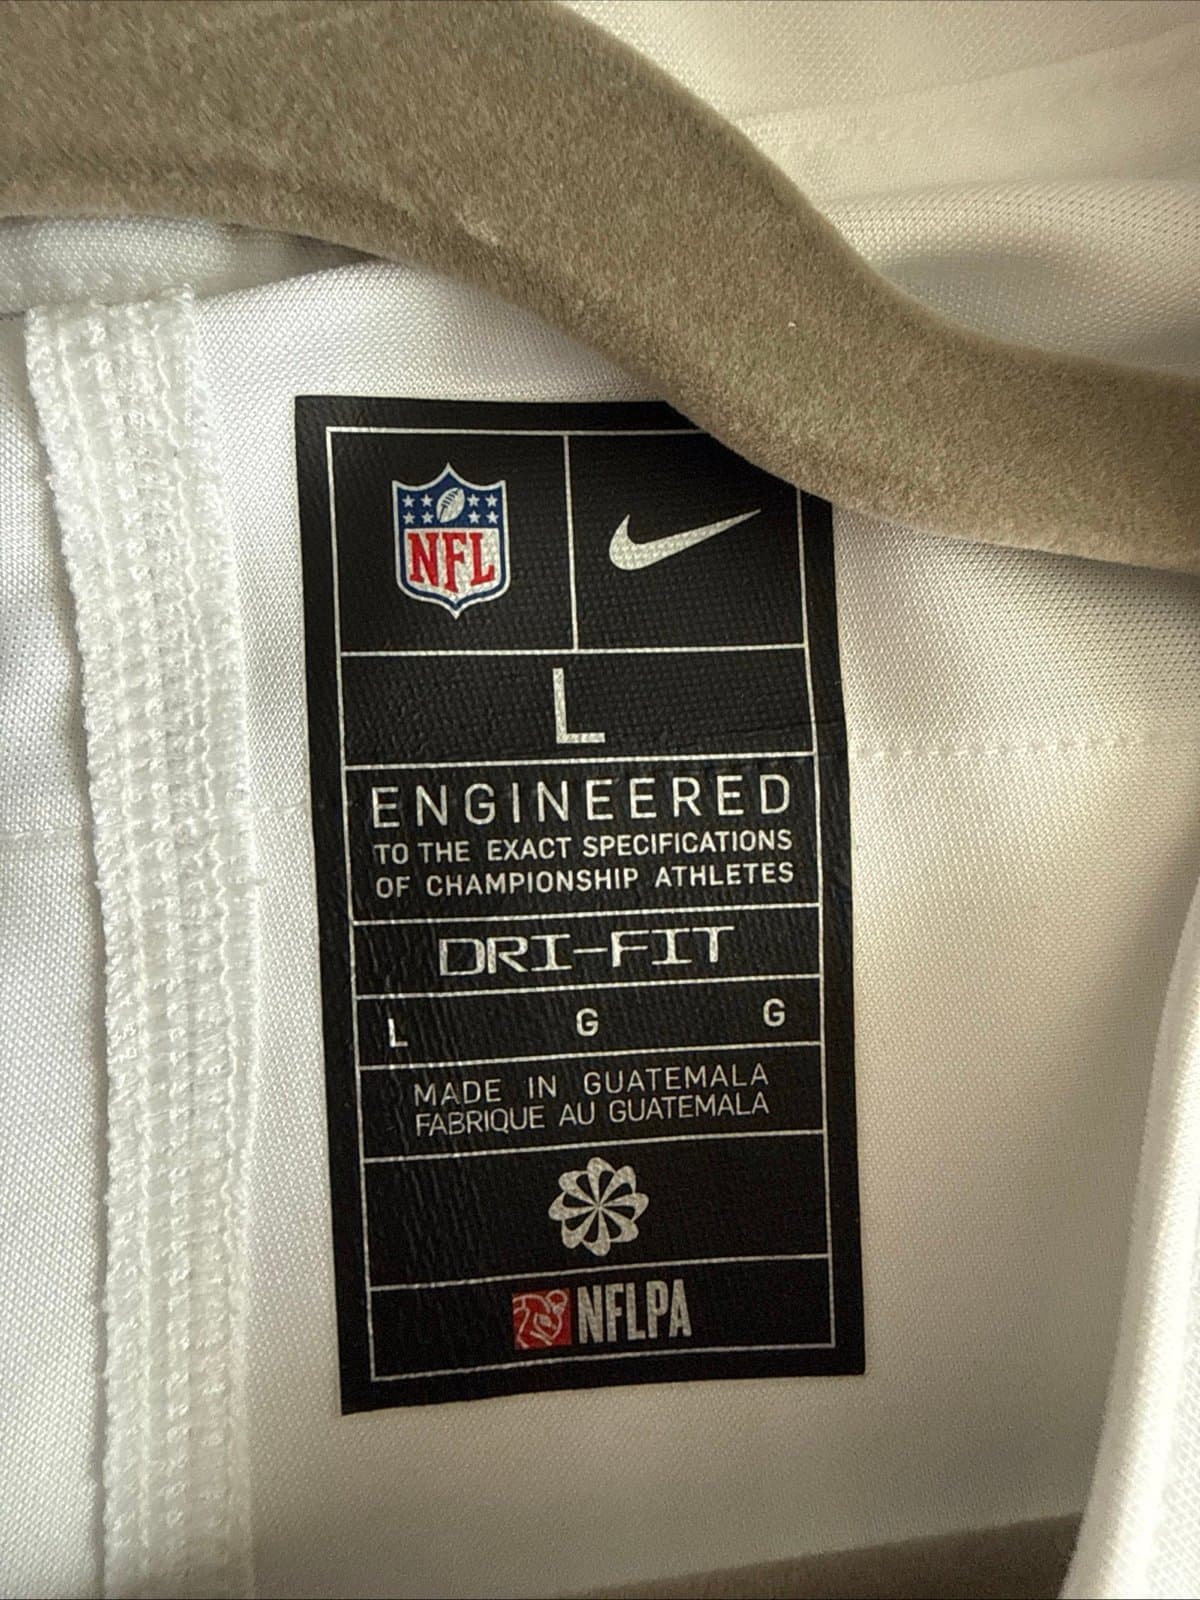 NFL
L
ENGINEERED
TO THE EXACT SPECIFICATIONS
OF CHAMPIONSHIP ATHLETES
DRI-FIT
L G G
MADE IN GUATEMALA
FABRIQUE AU GUATEMALA
NFLPA